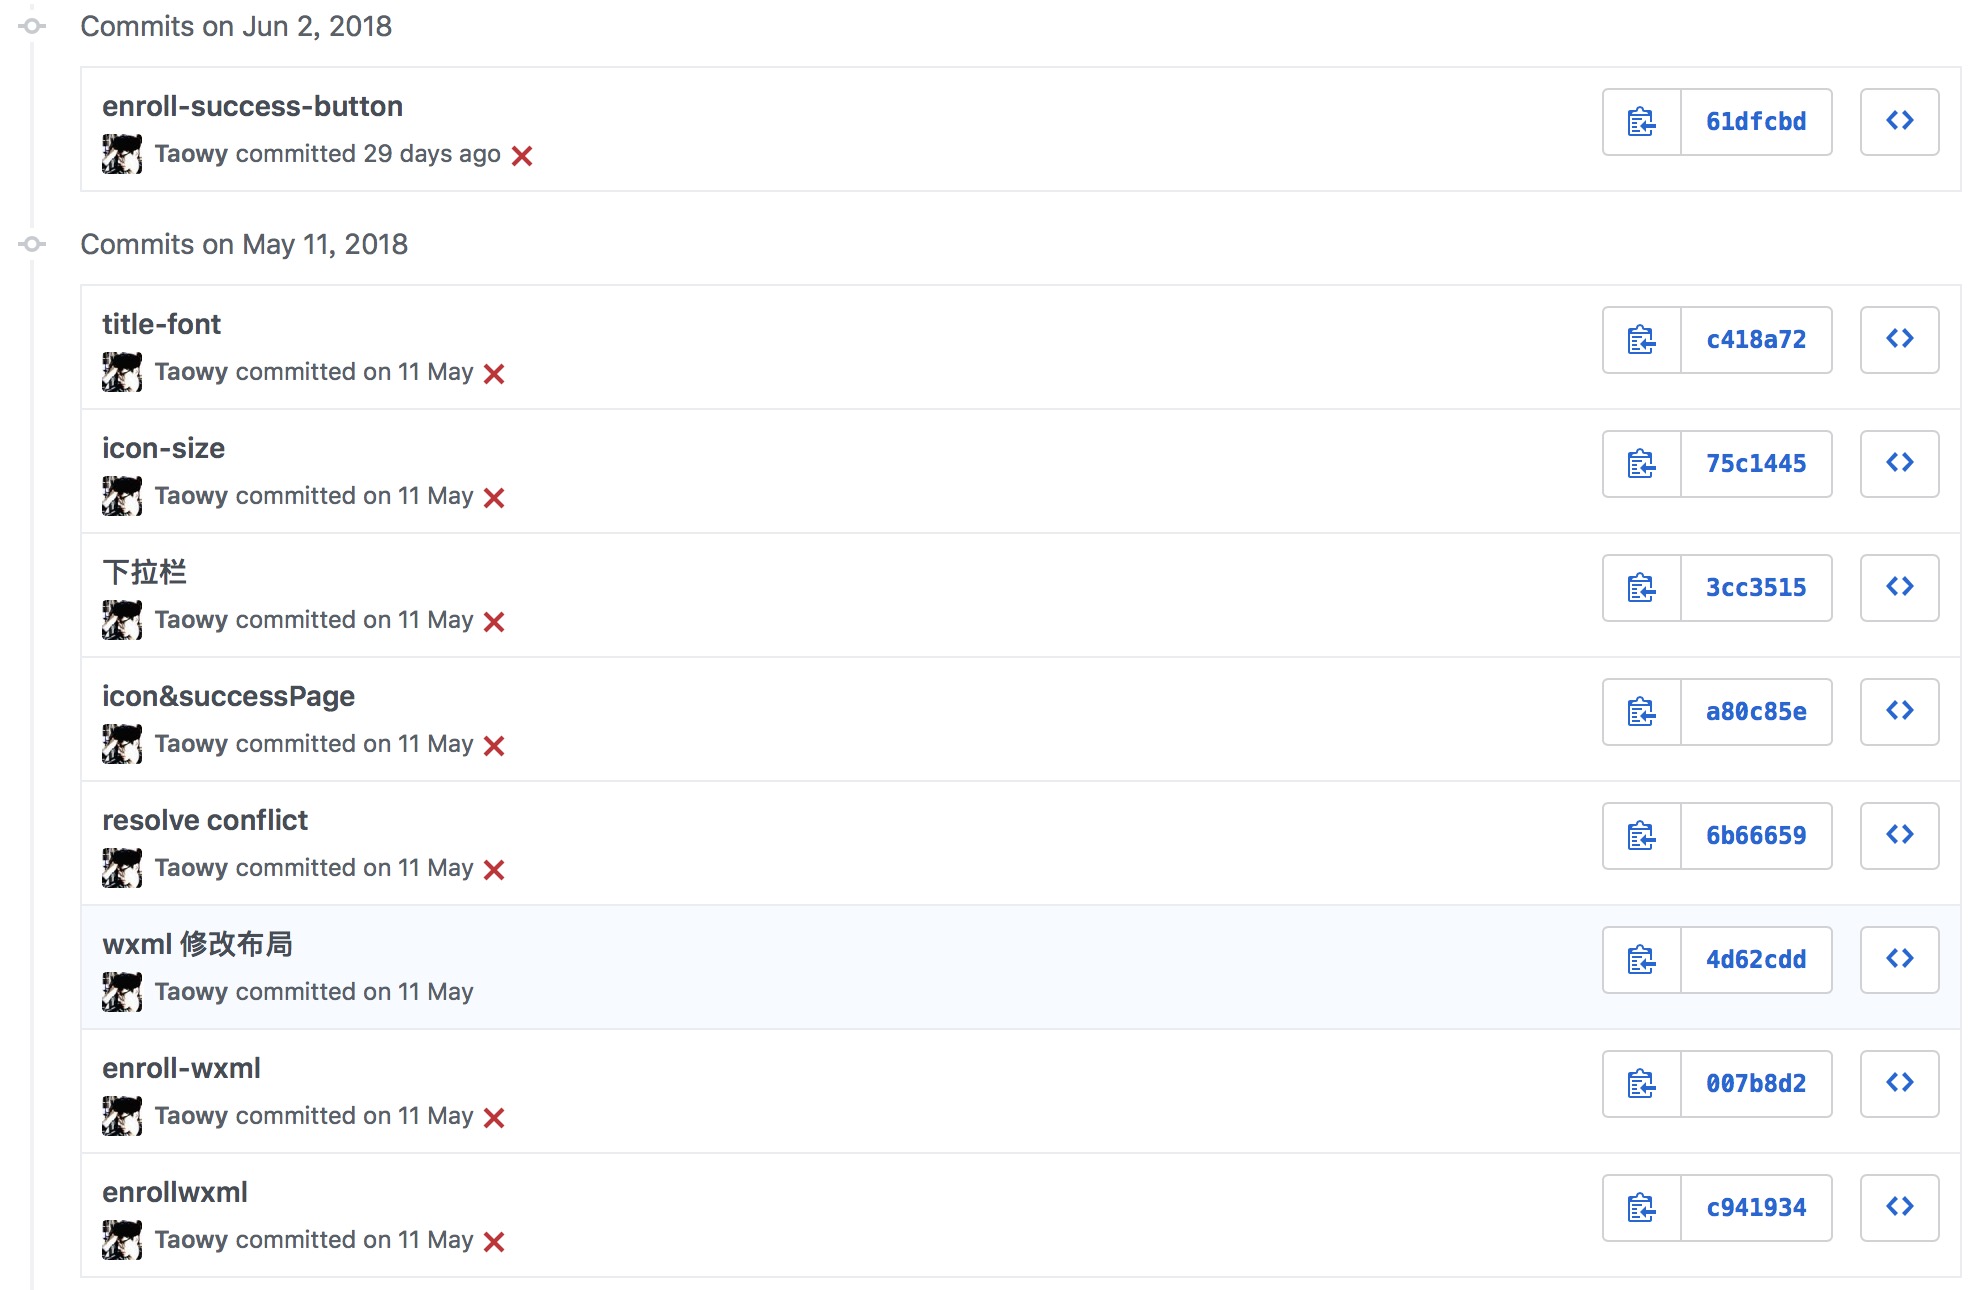 Commits on Jun 2, 2018
enroll-success-button
61dfcbd
Taowy committed 29 days ago
Commits on May 11, 2018
title-font
c418a72
Taowy committed on 11 May
icon-size
75c1445
Taowy committed on 11 May
下拉栏
3cc3515
Taowy committed on 11 May
icon&successPage
a80c85e
Taowy committed on 11 May
resolve conflict
6b66659
Taowy committed on 11 May
wxml 修改布局
4d62cdd
Taowy committed on 11 May
enroll-wxml
007b8d2
Taowy committed on 11 May
enrollwxml
c941934
Taowy committed on 11 May